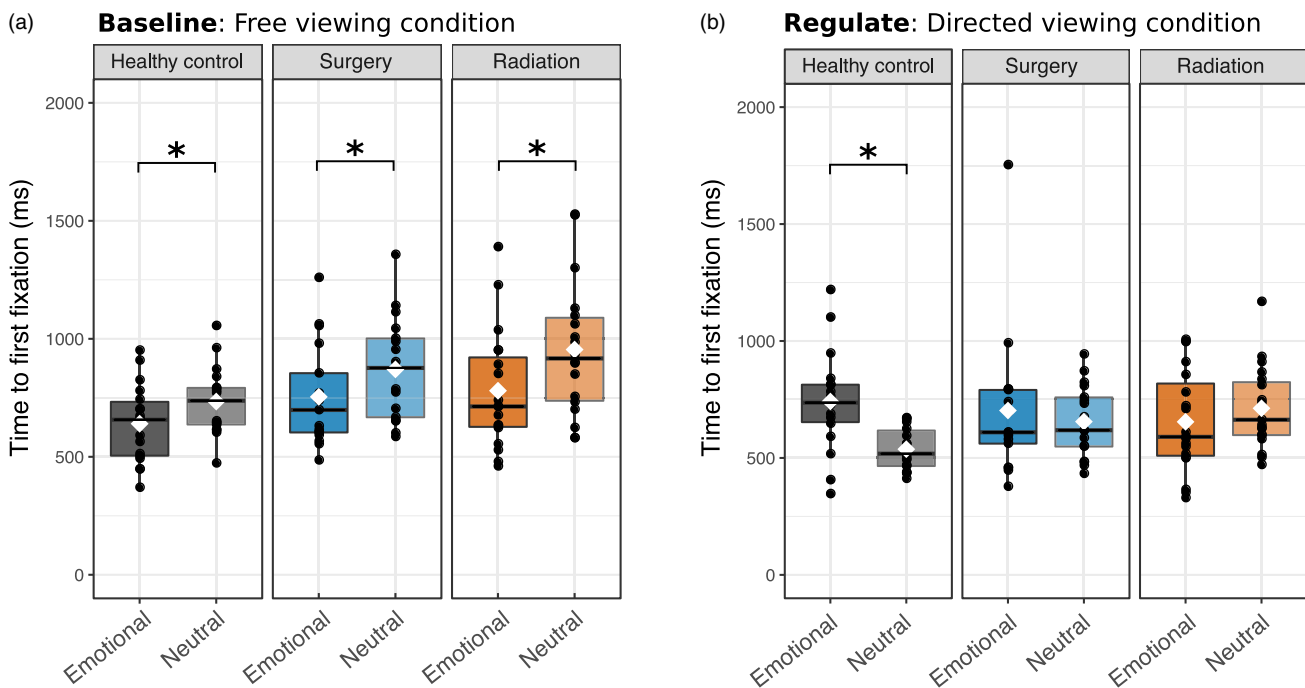 (a) Baseline: Free viewing condition
Healthy control Surgery Radiation
Time to first fixation (ms)
2000
1500
1000
500
0
* * *
Emotional Neutral Emotional Neutral Emotional Neutral
(b) Regulate: Directed viewing condition
Healthy control Surgery Radiation
Time to first fixation (ms)
2000
1500
1000
500
0
*
Emotional Neutral Emotional Neutral Emotional Neutral